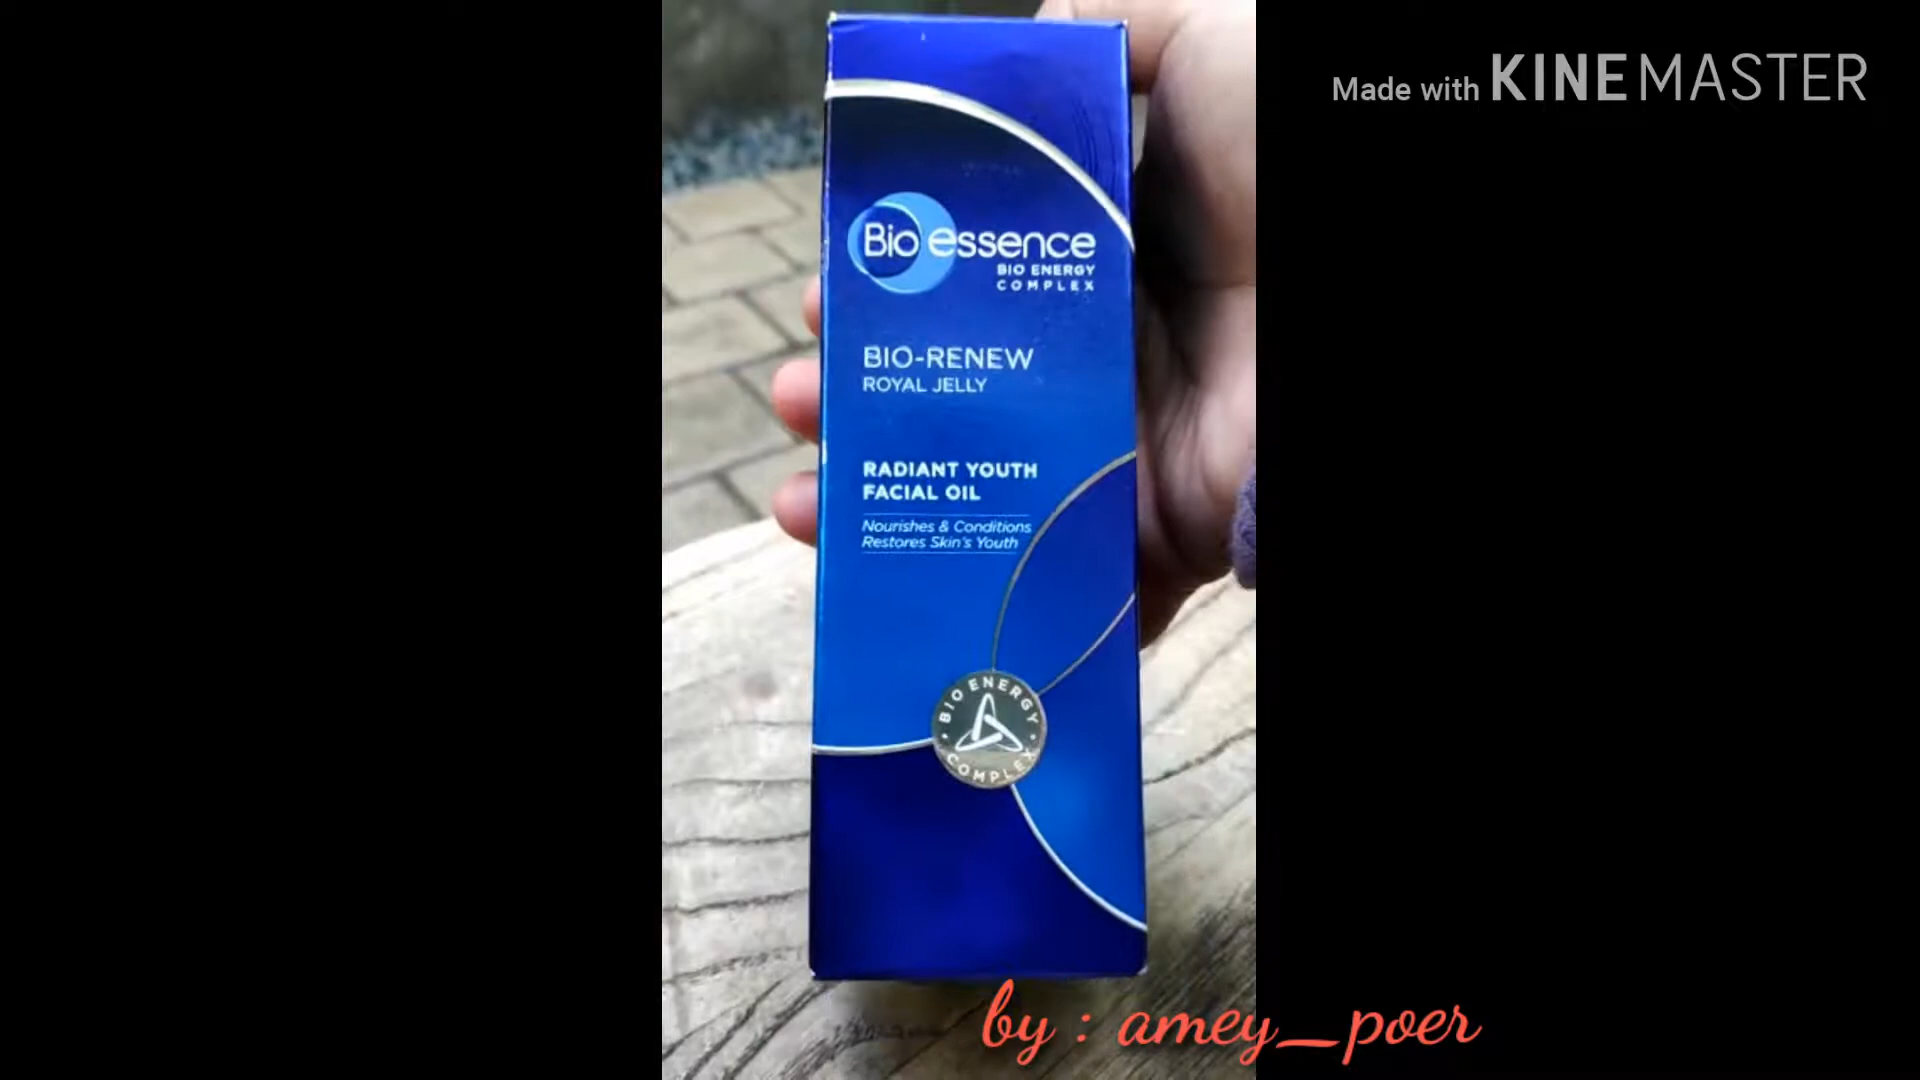 Made with KINEMASTER
Bio essence
BIO ENERGY
COMPLEX
BIO-RENEW
ROYAL JELLY
RADIANT YOUTH
FACIAL OIL
Nourishes & Conditions
Restores Skin's Youth
BIO ENERGY
COMPLEX
by : amey_poer